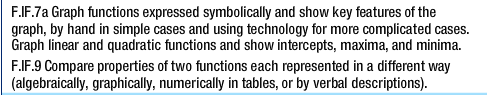 F.IF.7a Graph functions expressed symbolically and show key features of the
graph, by hand in simple cases and using technology for more complicated cases.
Graph linear and quadratic functions and show intercepts, maxima, and minima.
F.IF.9 Compare properties of two functions each represented in a different way
(algebraically, graphically, numerically in tables, or by verbal descriptions).